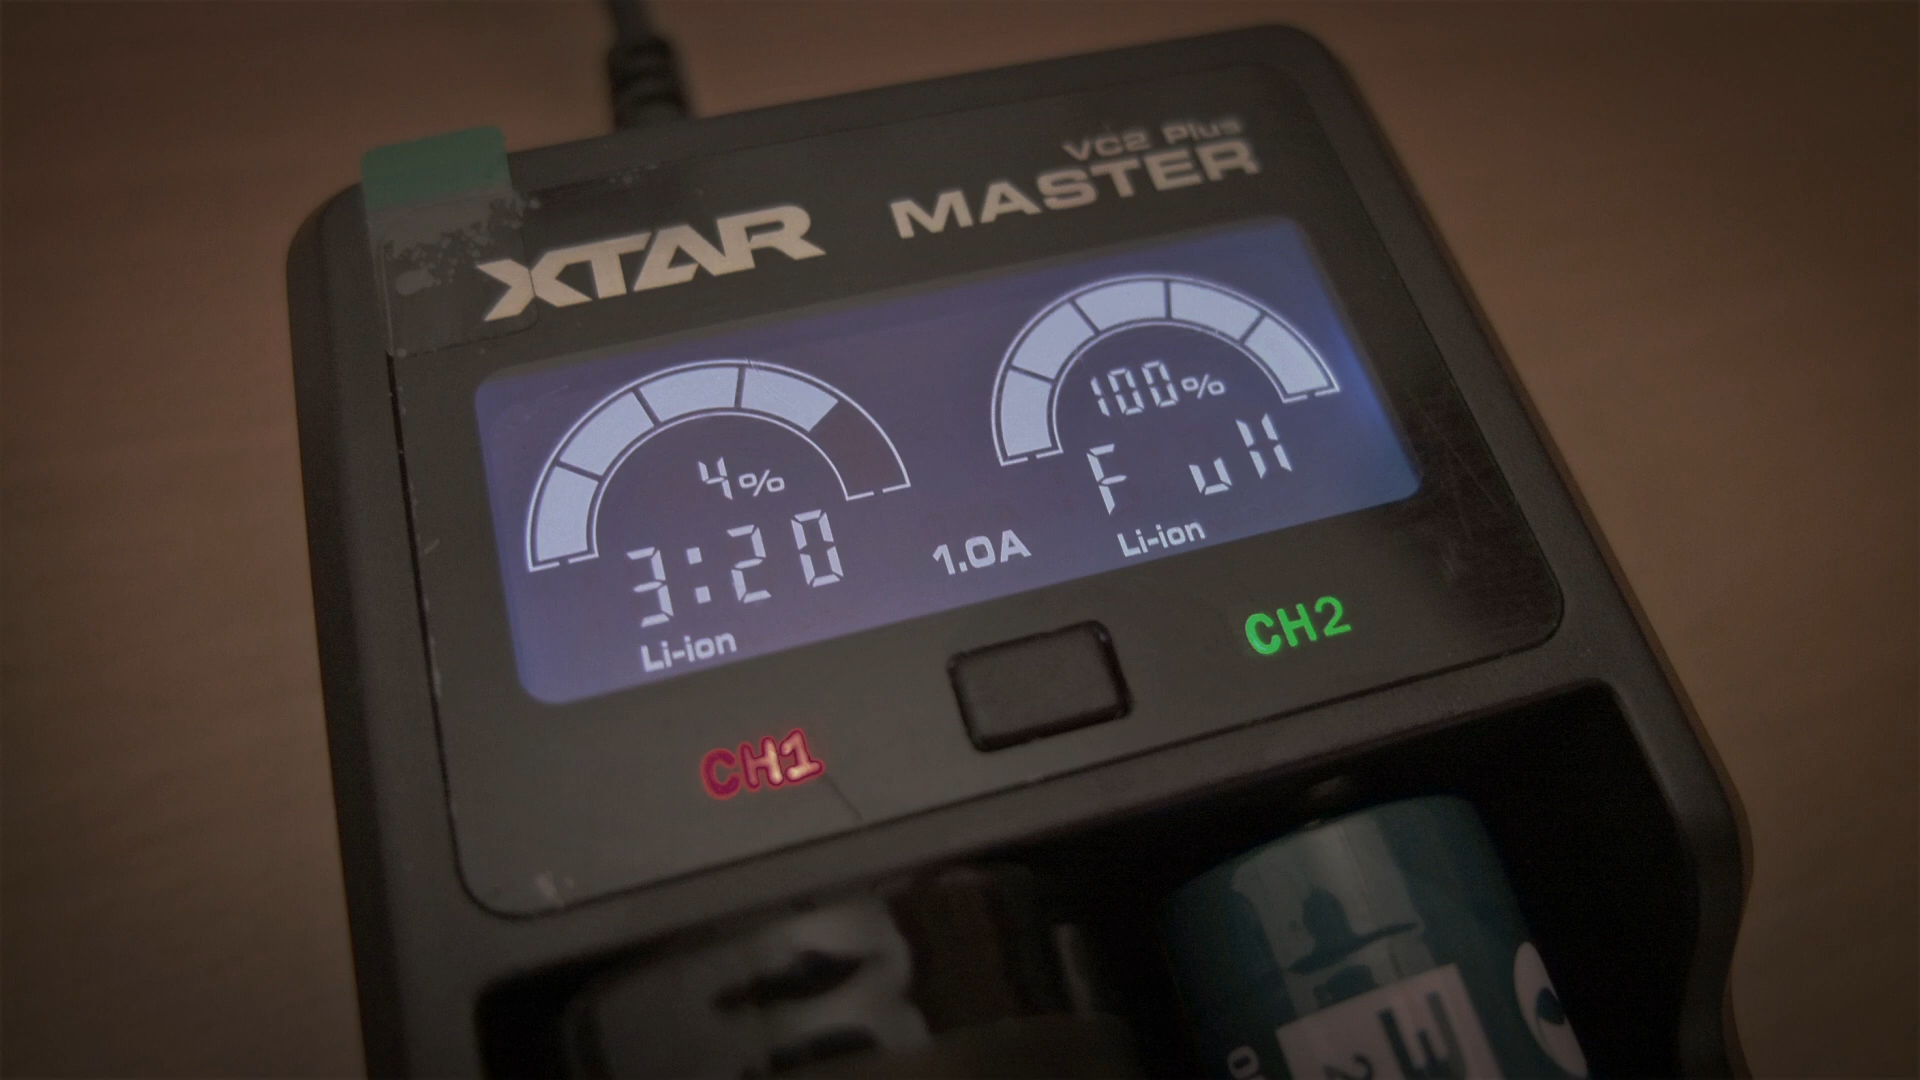 VC2 Plus
XTAR MASTER
100%
Full
Li-ion
4%
3:20
1.0A
Li-ion
CH1
CH2